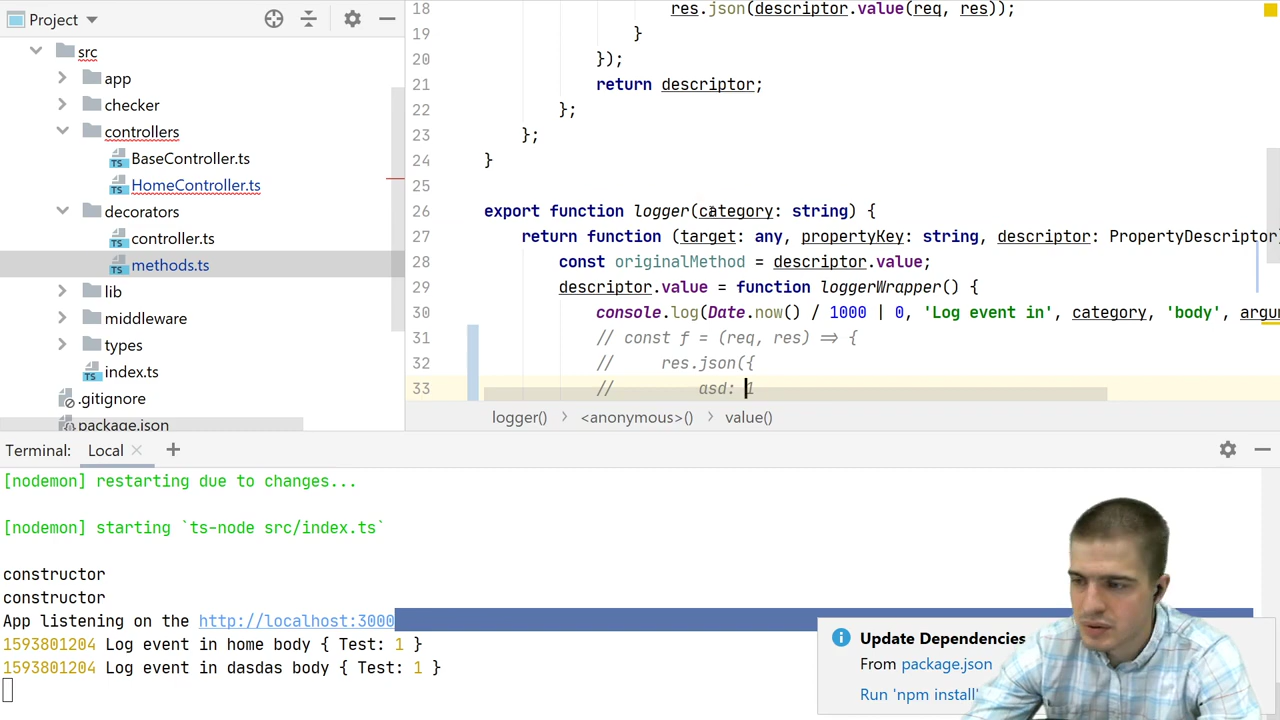 Project
src
app
checker
controllers
TS BaseController.ts
TS HomeController.ts
decorators
TS controller.ts
TS methods.ts
lib
middleware
types
TS index.ts
.gitignore
package.json
18 res.json(descriptor.value(req, res));
19 }
20 });
21 return descriptor;
22 };
23 };
24 }
25
26 export function logger(category: string) {
27 return function (target: any, propertyKey: string, descriptor: PropertyDescriptor)
28 const originalMethod = descriptor.value;
29 descriptor.value = function loggerWrapper() {
30 console.log(Date.now() / 1000 | 0, 'Log event in', category, 'body', argum
31 // const f = (req, res) => {
32 // res.json({
33 // asd: 1
logger() > <anonymous>() > value()
Terminal: Local × +
[nodemon] restarting due to changes...
[nodemon] starting `ts-node src/index.ts`
constructor
constructor
App listening on the http://localhost:3000
1593801204 Log event in home body { Test: 1 }
1593801204 Log event in dasdas body { Test: 1 }
Update Dependencies
From package.json
Run 'npm install'